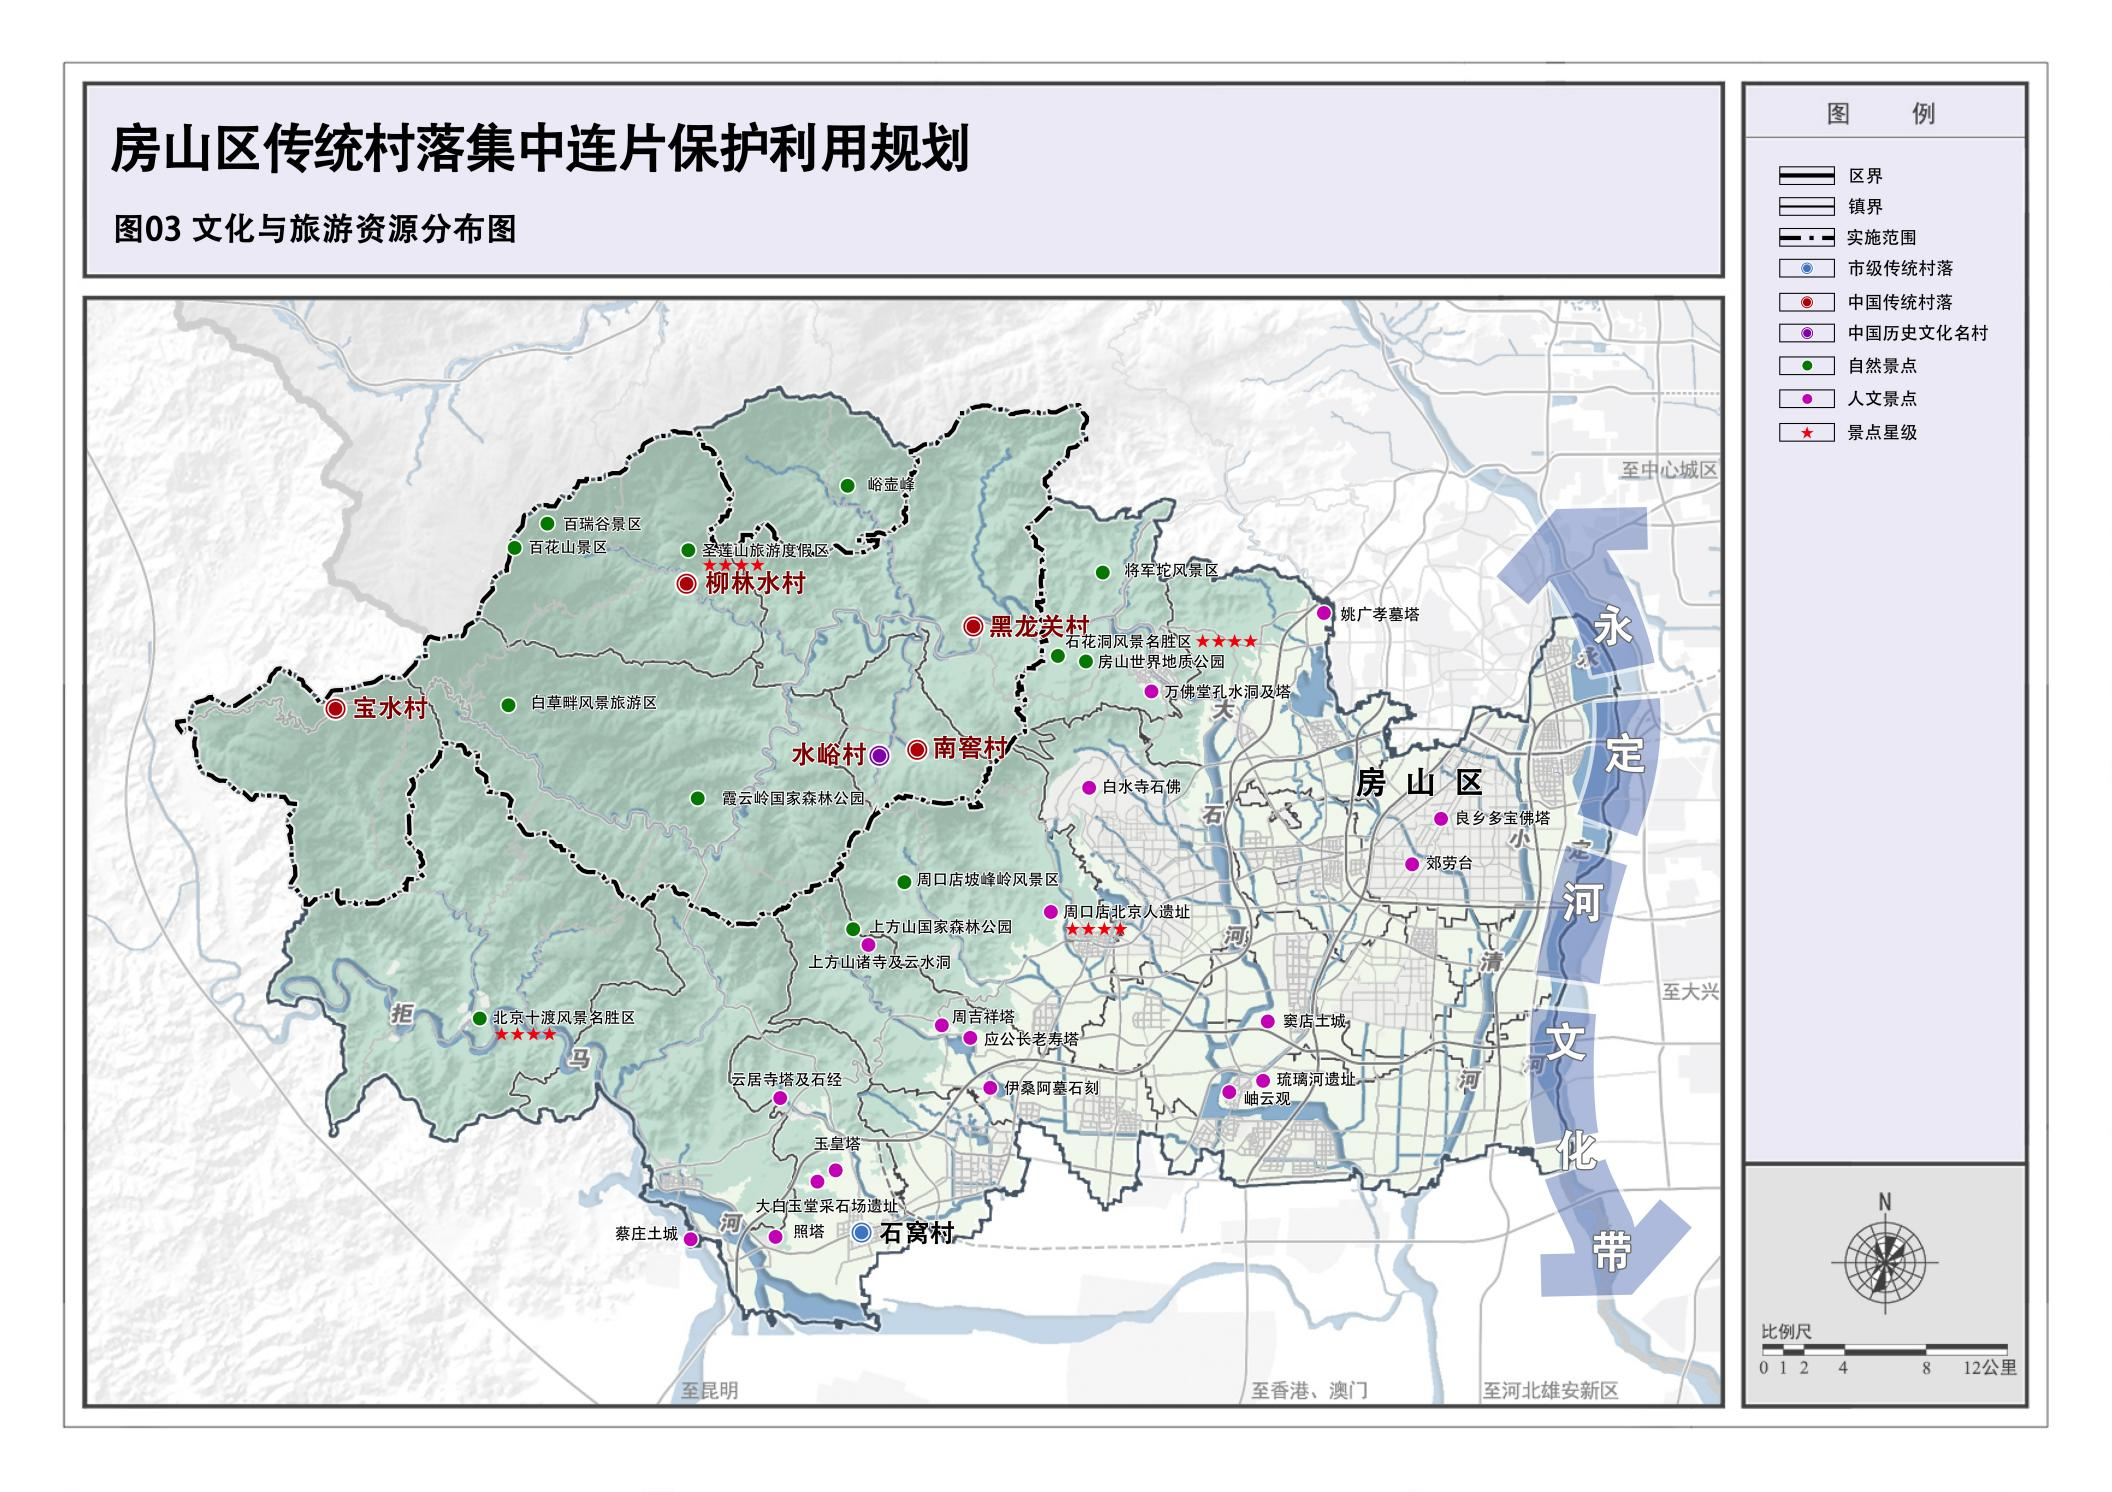 房山区传统村落集中连片保护利用规划
图03 文化与旅游资源分布图
图 例
区界
镇界
实施范围
市级传统村落
中国传统村落
中国历史文化名村
自然景点
人文景点
景点星级
至中心城区
峪壶峰
百瑞谷景区
百花山景区
圣莲山旅游度假区
★★★★
柳林水村
将军坨风景区
姚广孝墓塔
黑龙关村
石花洞风景名胜区★★★★
房山世界地质公园
万佛堂孔水洞及塔
宝水村
白草畔风景旅游区
水峪村
南窖村
霞云岭国家森林公园
白水寺石佛
房山区
良乡多宝佛塔
郊劳台
周口店坡峰岭风景区
周口店北京人遗址
★★★★
上方山国家森林公园
上方山诸寺及云水洞
北京十渡风景名胜区
★★★★
周吉祥塔
应公长老寿塔
窦店土城
云居寺塔及石经
伊桑阿墓石刻
琉璃河遗址
岫云观
玉皇塔
大白玉堂采石场遗址
照塔
石窝村
蔡庄土城
拒
马
河
大
石
河
小
清
河
永
定
河
永
定
河
文
化
带
至大兴
至昆明
至香港、澳门
至河北雄安新区
N
比例尺
0 1 2 4 8 12公里